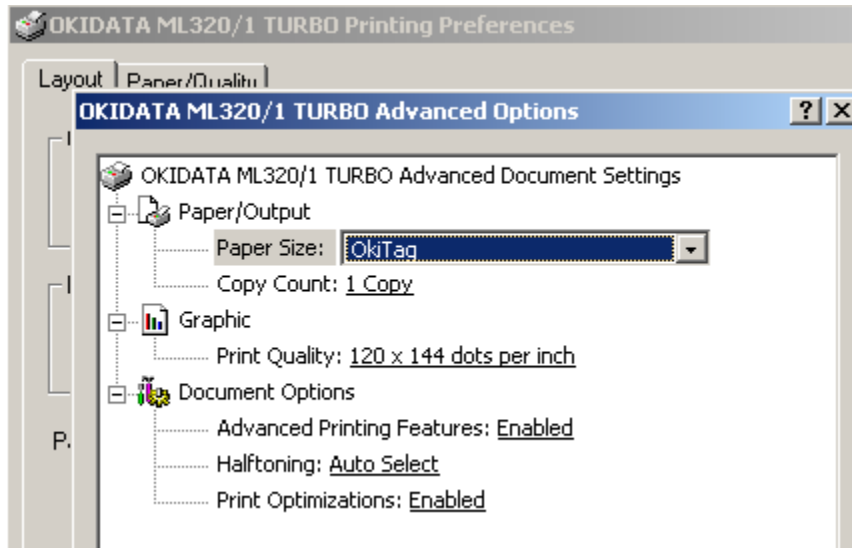 OKIDATA ML320/1 TURBO Printing Preferences
Layout Paper/Quality
OKIDATA ML320/1 TURBO Advanced Options
OKIDATA ML320/1 TURBO Advanced Document Settings
Paper/Output
Paper Size: OkiTag
Copy Count: 1 Copy
Graphic
Print Quality: 120 x 144 dots per inch
Document Options
Advanced Printing Features: Enabled
Halftoning: Auto Select
Print Optimizations: Enabled